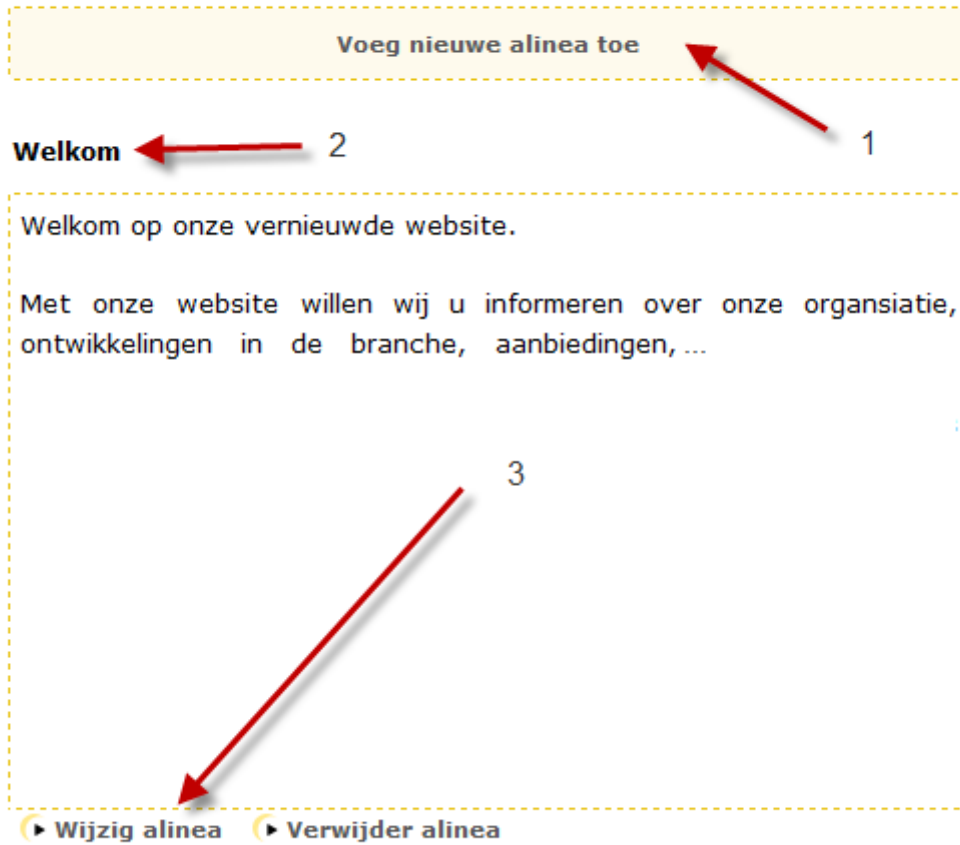 Voeg nieuwe alinea toe
1
Welkom 2
Welkom op onze vernieuwde website.
Met onze website willen wij u informeren over onze organsiatie,
ontwikkelingen in de branche, aanbiedingen, ...
3
Wijzig alinea Verwijder alinea